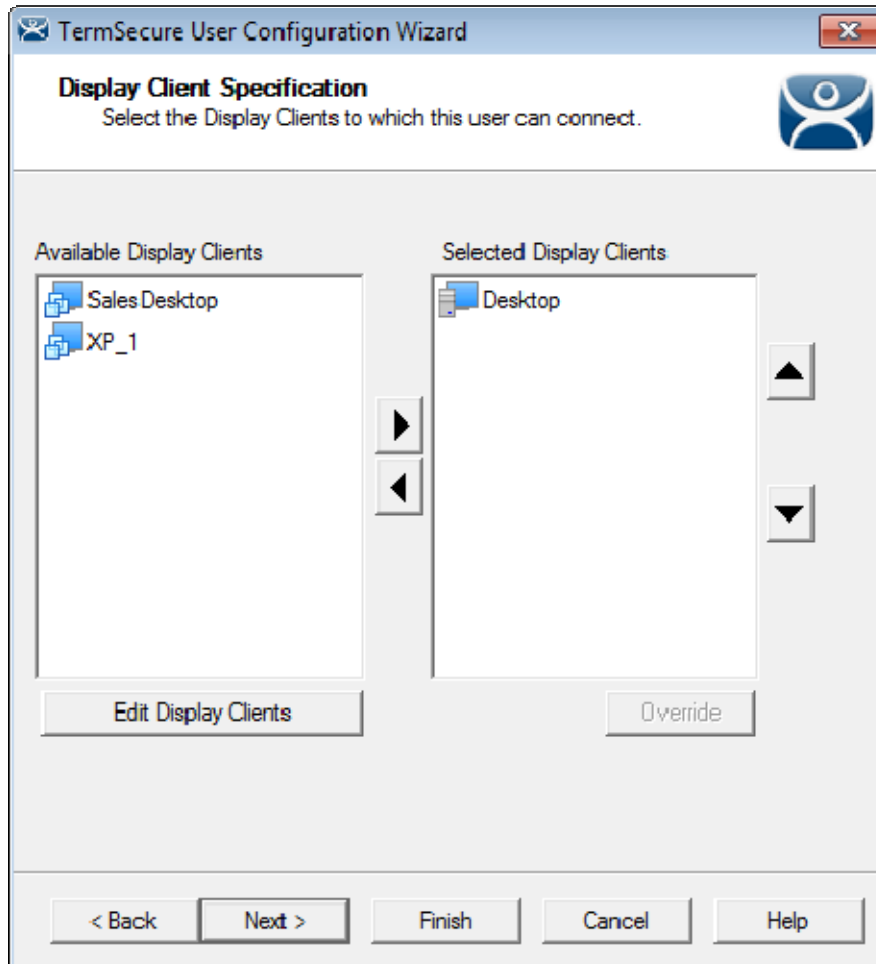 TermSecure User Configuration Wizard
Display Client Specification
Select the Display Clients to which this user can connect.
Available Display Clients
Selected Display Clients
Sales Desktop
XP_1
Desktop
Edit Display Clients
Override
< Back
Next >
Finish
Cancel
Help